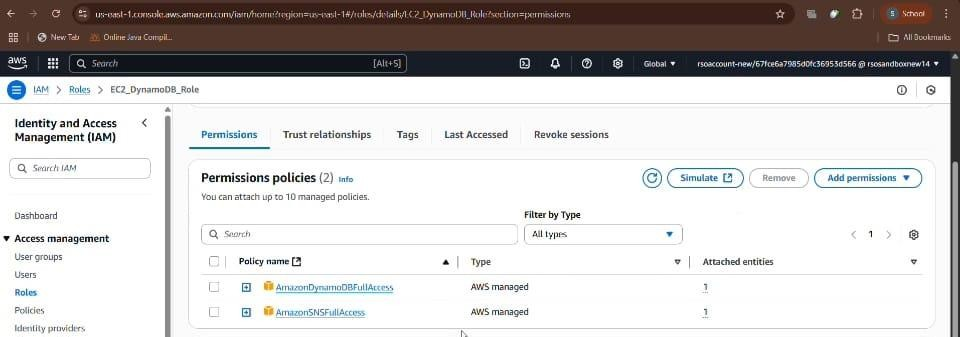 us-east-1.console.aws.amazon.com/iam/home?region=us-east-1#/roles/details/EC2_DynamoDB_Role?section=permissions
S School
New Tab Online Java Compil...
All Bookmarks
aws Search [Alt+S] Global rsoaccount-new/67fce6a7985d0fc36953d566 @ rsosandboxnew14
IAM > Roles > EC2_DynamoDB_Role
Identity and Access Management (IAM)
Search IAM
Dashboard
Access management
User groups
Users
Roles
Policies
Identity providers
Permissions Trust relationships Tags Last Accessed Revoke sessions
Permissions policies (2) Info
Simulate Remove Add permissions
You can attach up to 10 managed policies.
Filter by Type
Search All types 1
Policy name Type Attached entities
AmazonDynamoDBFullAccess AWS managed 1
AmazonSNSFullAccess AWS managed 1